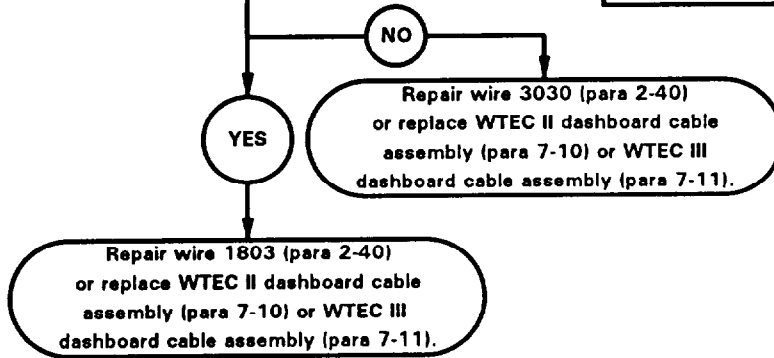 NO
Repair wire 3030 (para 2-40)
or replace WTEC II dashboard cable
assembly (para 7-10) or WTEC III
dashboard cable assembly (para 7-11).
YES
Repair wire 1803 (para 2-40)
or replace WTEC II dashboard cable
assembly (para 7-10) or WTEC III
dashboard cable assembly (para 7-11).